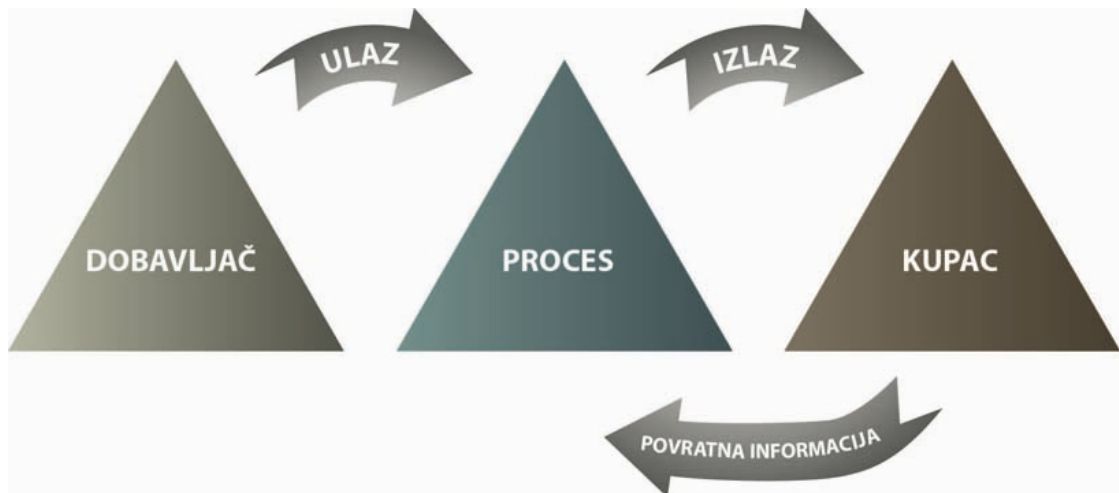 ULAZ
IZLAZ
DOBAVLJAČ
PROCES
KUPAC
POVRATNA INFORMACIJA